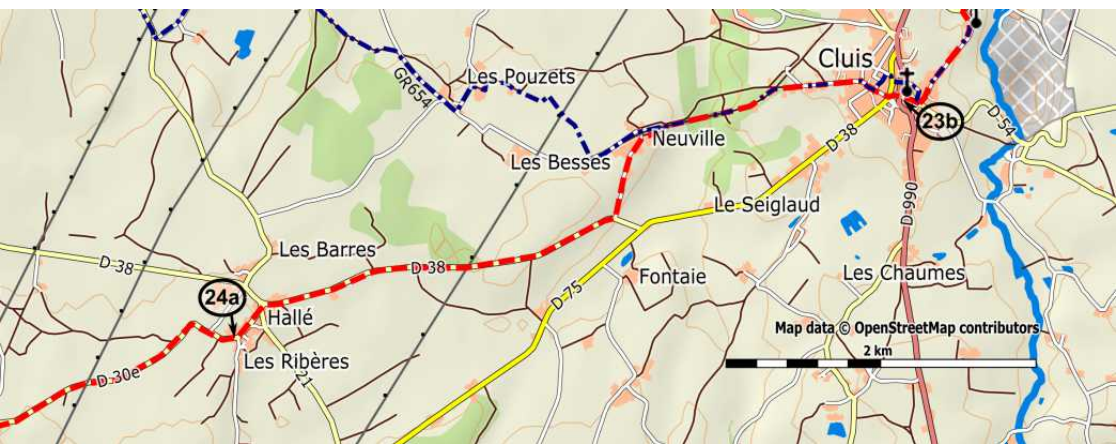 Cluis
Les Pouzets
GR654
23b
D-54
Neuville
D-38
Les Besses
D-990
Le Seiglaud
Les Barres
D-38
D-38
Fontaie
Les Chaumes
24a
Hallé
D-75
Map data © OpenStreetMap contributors
2 km
Les Ribères
D-30e